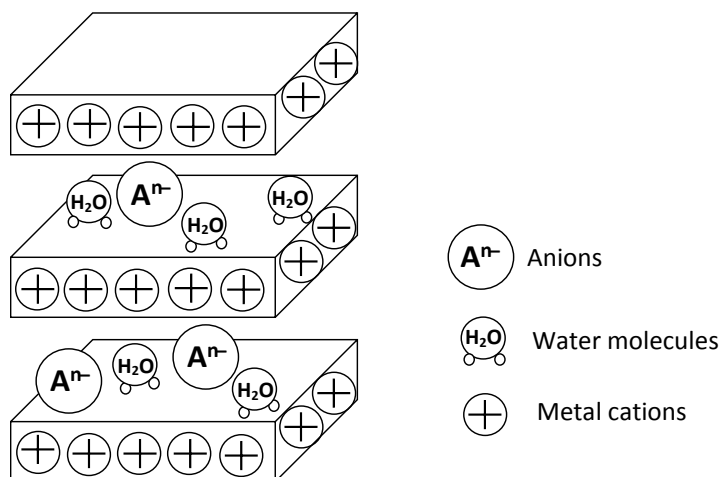 H₂O
Aⁿ⁻
H₂O
H₂O
Aⁿ⁻
H₂O
Aⁿ⁻
H₂O
Aⁿ⁻ Anions
H₂O Water molecules
Metal cations